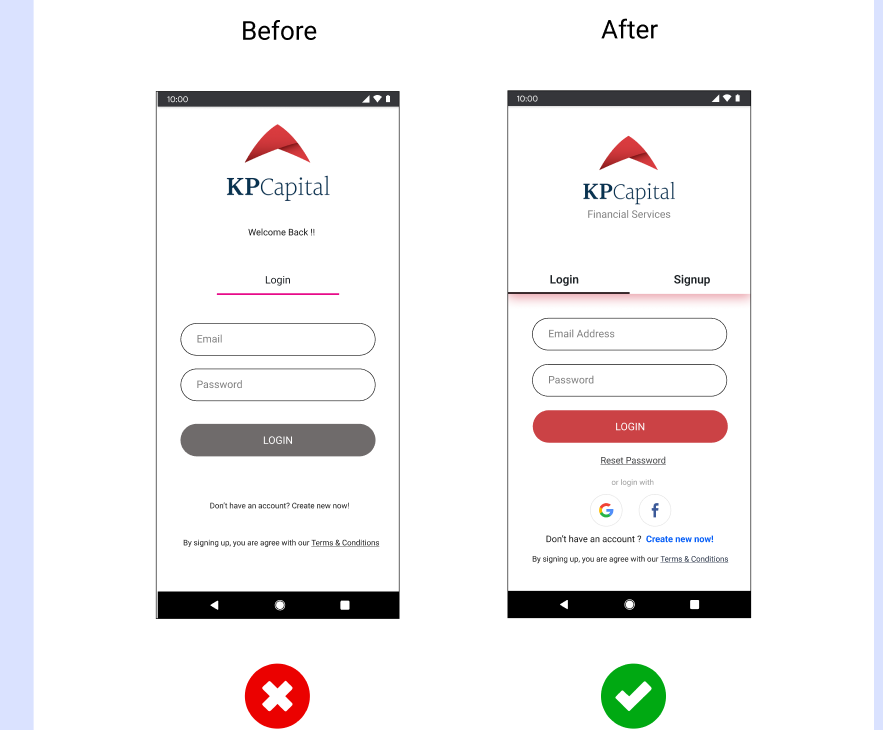 Before
10:00
KPCapital
Welcome Back !!
Login
Email
Password
LOGIN
Don't have an account? Create new now!
By signing up, you are agree with our Terms & Conditions
After
10:00
KPCapital
Financial Services
Login Signup
Email Address
Password
LOGIN
Reset Password
or login with
G f
Don't have an account ? Create new now!
By signing up, you are agree with our Terms & Conditions